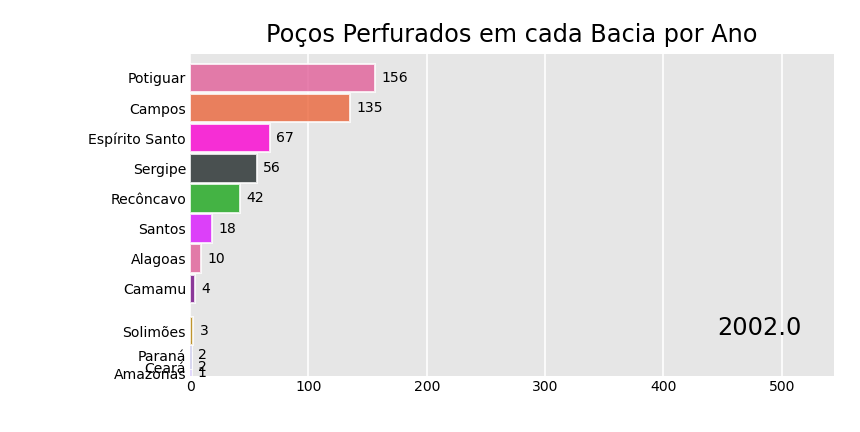 Poços Perfurados em cada Bacia por Ano
Potiguar 156
Campos 135
Espírito Santo 67
Sergipe 56
Recôncavo 42
Santos 18
Alagoas 10
Camamu 4
Solimões 3
2002.0
Paraná 2
Ceará 2
Amazonas 1
0 100 200 300 400 500